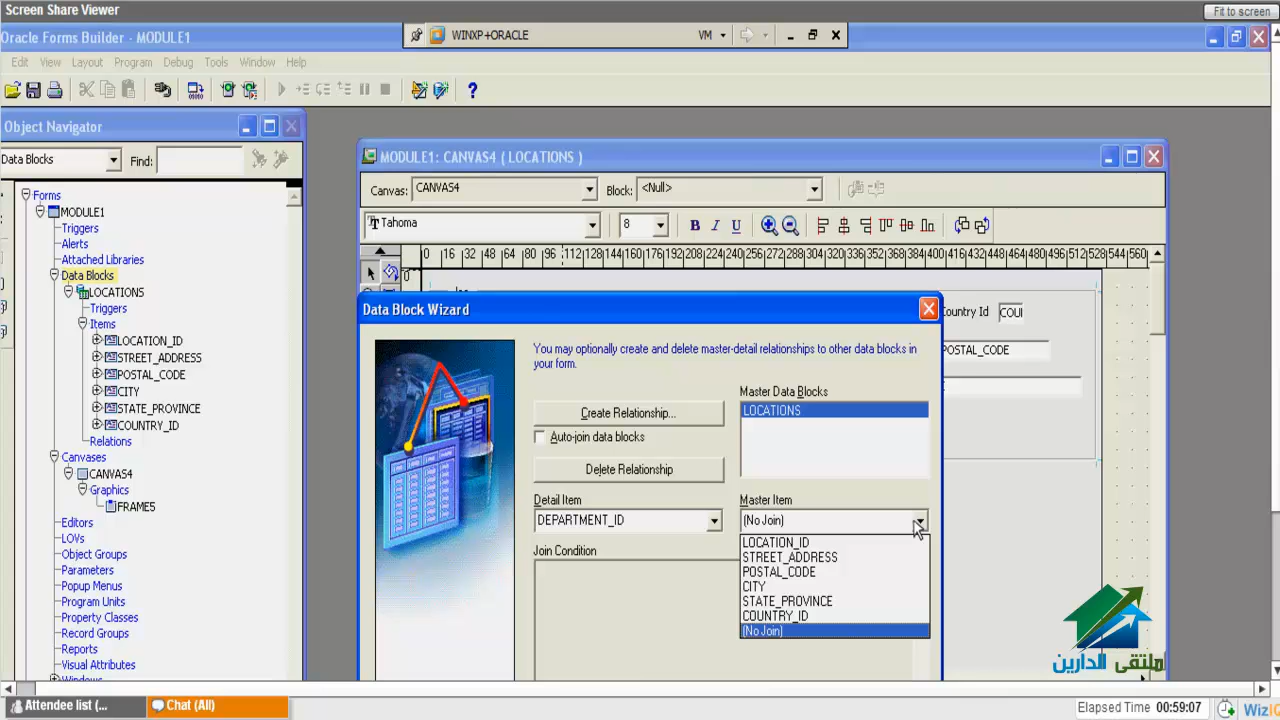 Screen Share Viewer
Fit to screen
Oracle Forms Builder - MODULE1
WINXP+ORACLE
VM
Edit View Layout Program Debug Tools Window Help
Object Navigator
Data Blocks
Find:
Forms
MODULE1
Triggers
Alerts
Attached Libraries
Data Blocks
LOCATIONS
Triggers
Items
LOCATION_ID
STREET_ADDRESS
POSTAL_CODE
CITY
STATE_PROVINCE
COUNTRY_ID
Relations
Canvases
CANVAS4
Graphics
FRAME5
Editors
LOVs
Object Groups
Parameters
Popup Menus
Program Units
Property Classes
Record Groups
Reports
Visual Attributes
MODULE1: CANVAS4 ( LOCATIONS )
Canvas: CANVAS4 Block: <Null>
Tahoma 8 B I U
0 16 32 48 64 80 96 112 128 144 160 176 192 208 224 240 256 272 288 304 320 336 352 368 384 400 416 432 448 464 480 496 512 528 544 560
0
Country Id COUI
POSTAL_CODE
Data Block Wizard
You may optionally create and delete master-detail relationships to other data blocks in
your form.
Create Relationship...
Auto-join data blocks
Delete Relationship
Master Data Blocks
LOCATIONS
Detail Item
DEPARTMENT_ID
Master Item
(No Join)
LOCATION_ID
STREET_ADDRESS
POSTAL_CODE
CITY
STATE_PROVINCE
COUNTRY_ID
(No Join)
Join Condition
ملتقى الدارين
Attendee list (...
Chat (All)
Elapsed Time 00:59:07
WizIQ